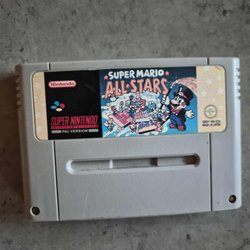 Nintendo
SUPER MARIO
ALL-STARS
SUPER NINTENDO
ENTERTAINMENT SYSTEM
PAL VERSION